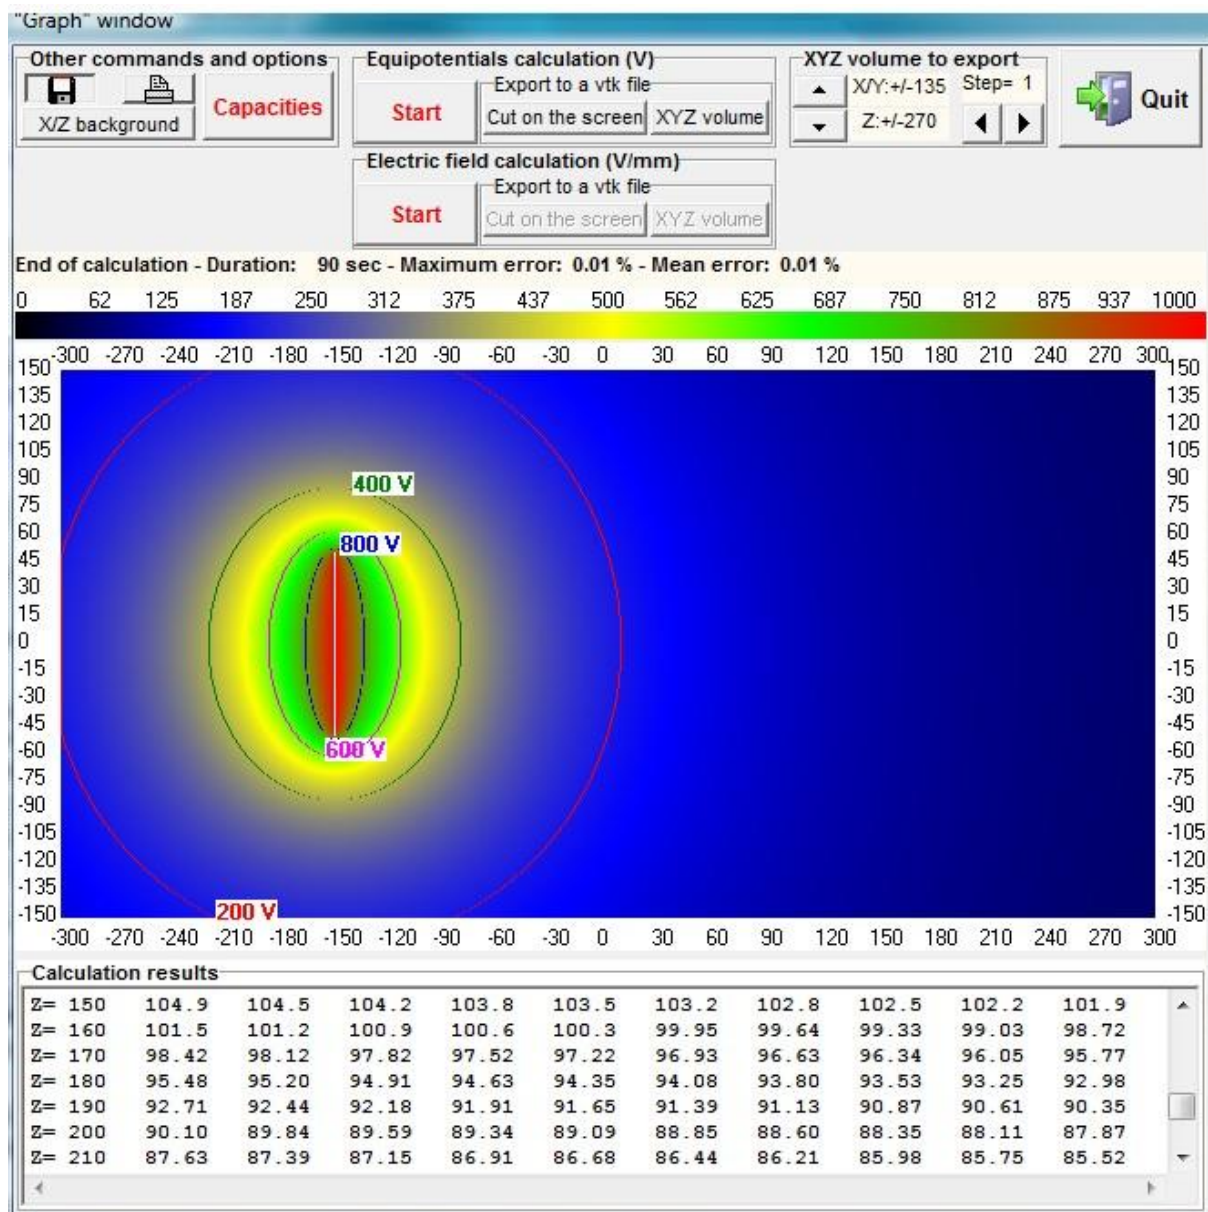 "Graph" window
Other commands and options
X/Z background
Capacities
Equipotentials calculation (V)
Start
Export to a vtk file
Cut on the screen XYZ volume
XYZ volume to export
X/Y:+/-135 Step= 1
Z:+/-270
Quit
Electric field calculation (V/mm)
Start
Export to a vtk file
Cut on the screen XYZ volume
End of calculation - Duration: 90 sec - Maximum error: 0.01 % - Mean error: 0.01 %
0 62 125 187 250 312 375 437 500 562 625 687 750 812 875 937 1000
-300 -270 -240 -210 -180 -150 -120 -90 -60 -30 0 30 60 90 120 150 180 210 240 270 300
150 150
135 135
120 120
105 105
90 90
400 V
75 75
60 60
800 V
45 45
30 30
15 15
0 0
-15 -15
-30 -30
-45 -45
-60 600 V -60
-75 -75
-90 -90
-105 -105
-120 -120
-135 -135
-150 200 V -150
-300 -270 -240 -210 -180 -150 -120 -90 -60 -30 0 30 60 90 120 150 180 210 240 270 300
Calculation results
Z= 150 104.9 104.5 104.2 103.8 103.5 103.2 102.8 102.5 102.2 101.9
Z= 160 101.5 101.2 100.9 100.6 100.3 99.95 99.64 99.33 99.03 98.72
Z= 170 98.42 98.12 97.82 97.52 97.22 96.93 96.63 96.34 96.05 95.77
Z= 180 95.48 95.20 94.91 94.63 94.35 94.08 93.80 93.53 93.25 92.98
Z= 190 92.71 92.44 92.18 91.91 91.65 91.39 91.13 90.87 90.61 90.35
Z= 200 90.10 89.84 89.59 89.34 89.09 88.85 88.60 88.35 88.11 87.87
Z= 210 87.63 87.39 87.15 86.91 86.68 86.44 86.21 85.98 85.75 85.52